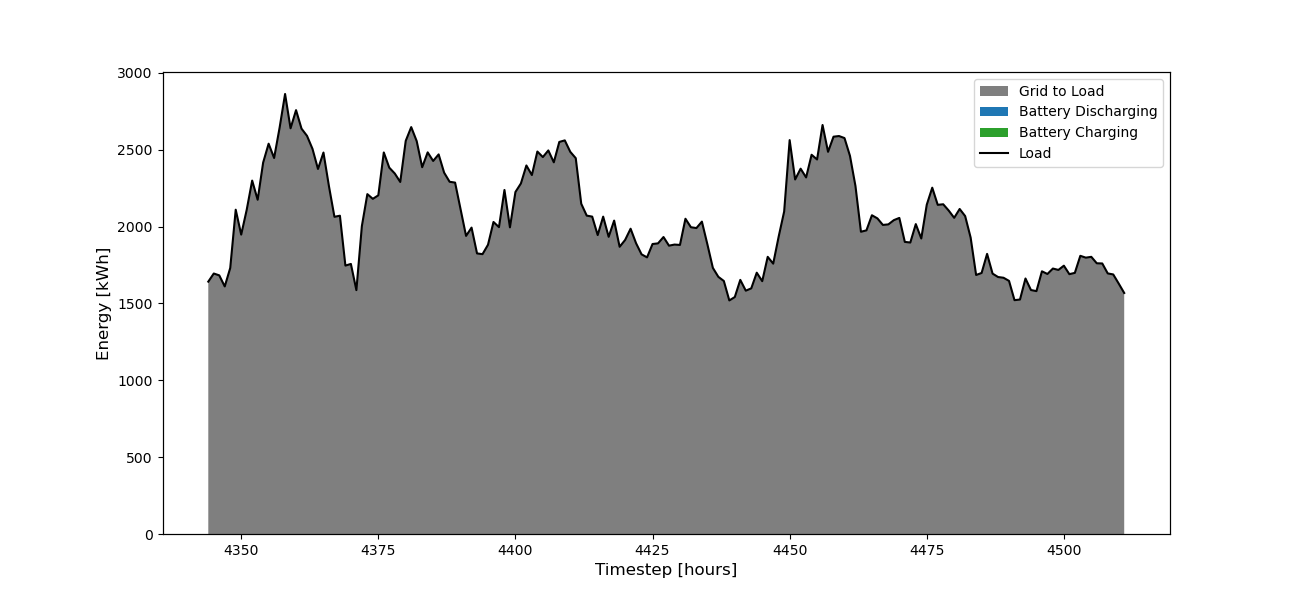 3000
2500
2000
1500
1000
500
0
Energy [kWh]
4350 4375 4400 4425 4450 4475 4500
Timestep [hours]
Grid to Load
Battery Discharging
Battery Charging
Load